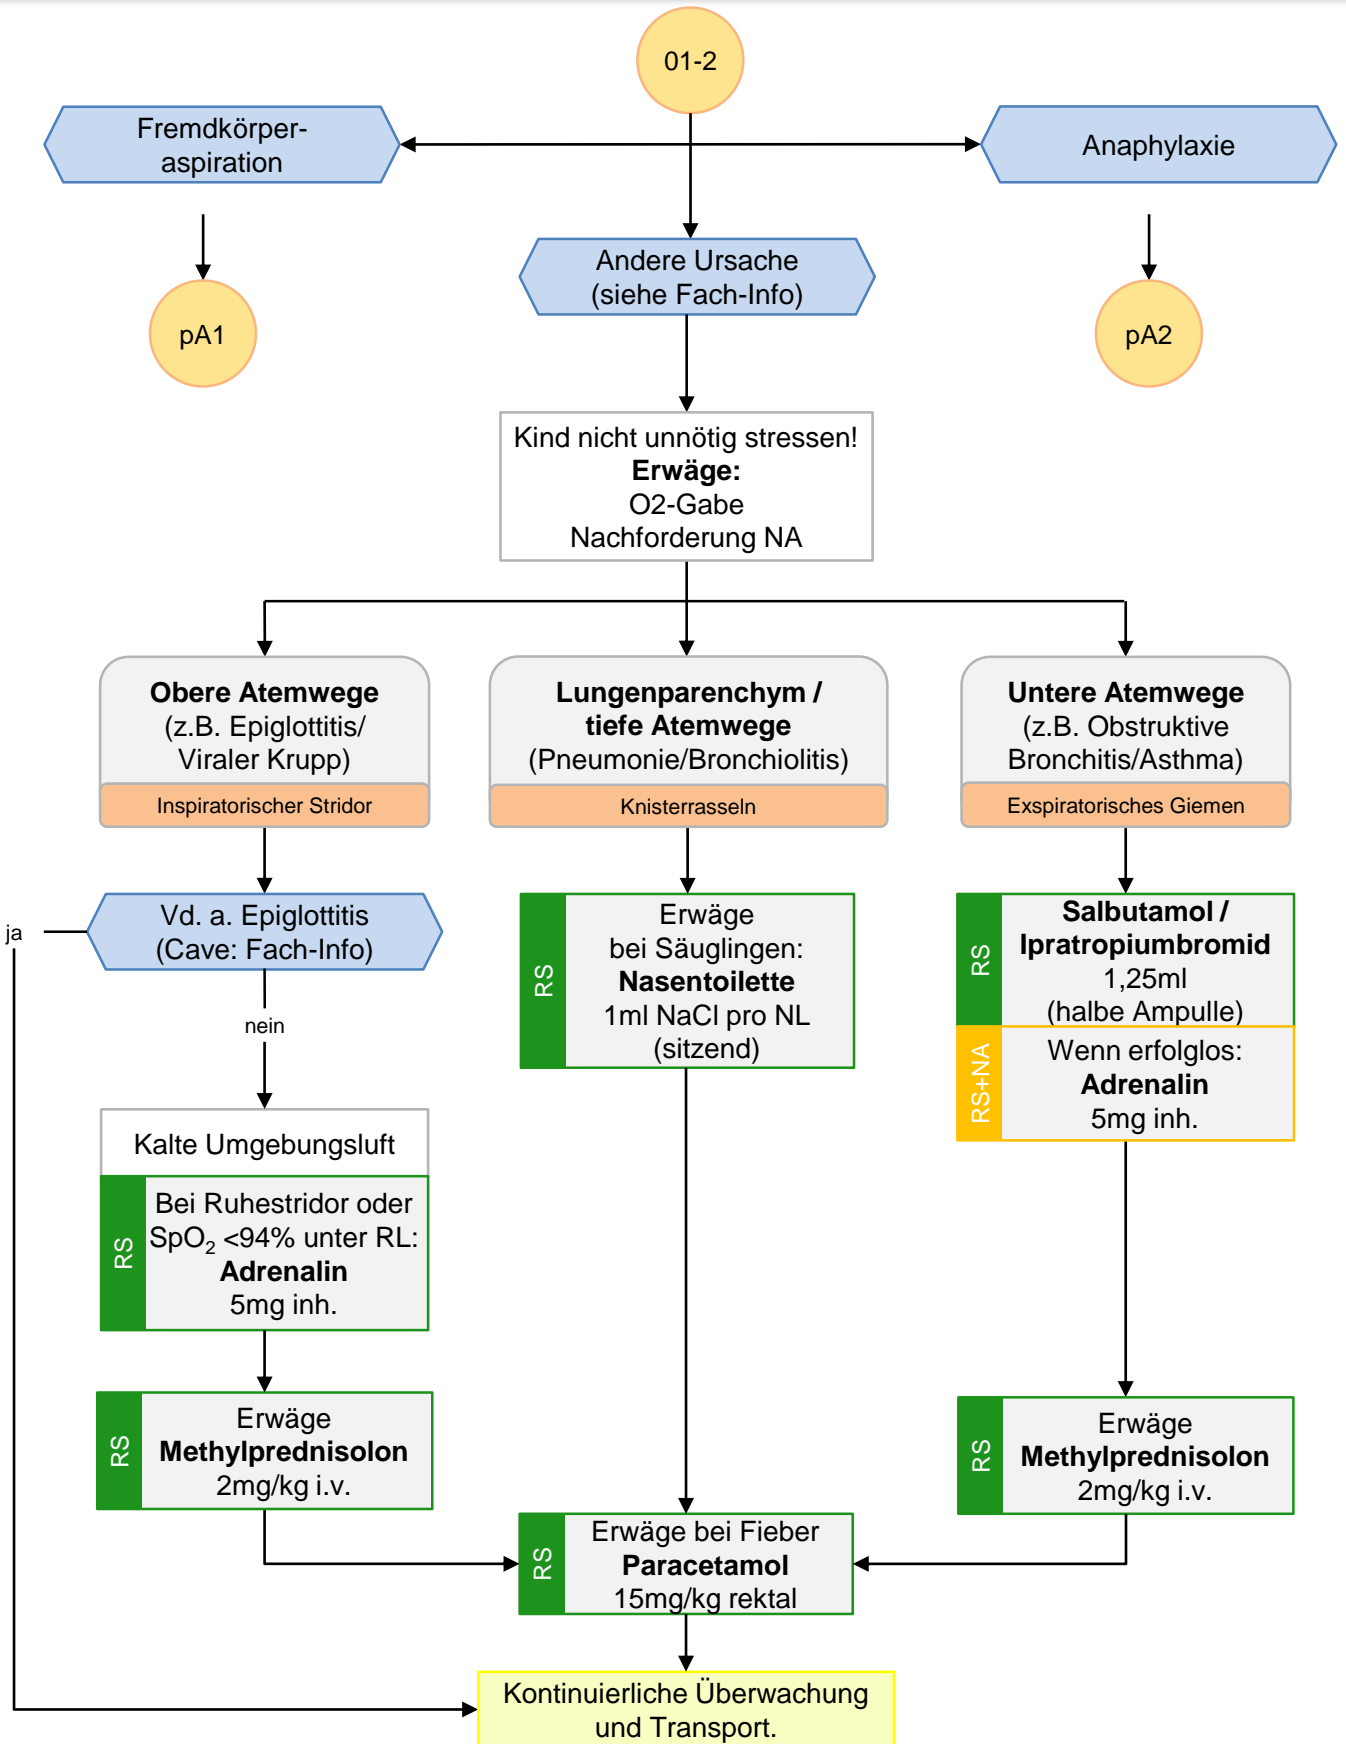 01-2
Fremdkörper-
aspiration
Anaphylaxie
Andere Ursache
(siehe Fach-Info)
pA1
pA2
Kind nicht unnötig stressen!
Erwäge:
O2-Gabe
Nachforderung NA
Obere Atemwege
(z.B. Epiglottitis/
Viraler Krupp)
Inspiratorischer Stridor
Lungenparenchym /
tiefe Atemwege
(Pneumonie/Bronchiolitis)
Knisterrasseln
Untere Atemwege
(z.B. Obstruktive
Bronchitis/Asthma)
Exspiratorisches Giemen
ja
Vd. a. Epiglottitis
(Cave: Fach-Info)
nein
RS
Erwäge
bei Säuglingen:
Nasentoilette
1ml NaCl pro NL
(sitzend)
RS
Salbutamol /
Ipratropiumbromid
1,25ml
(halbe Ampulle)
RS+NA
Wenn erfolglos:
Adrenalin
5mg inh.
Kalte Umgebungsluft
RS
Bei Ruhestridor oder
SpO₂ <94% unter RL:
Adrenalin
5mg inh.
RS
Erwäge
Methylprednisolon
2mg/kg i.v.
RS
Erwäge
Methylprednisolon
2mg/kg i.v.
RS
Erwäge bei Fieber
Paracetamol
15mg/kg rektal
Kontinuierliche Überwachung
und Transport.